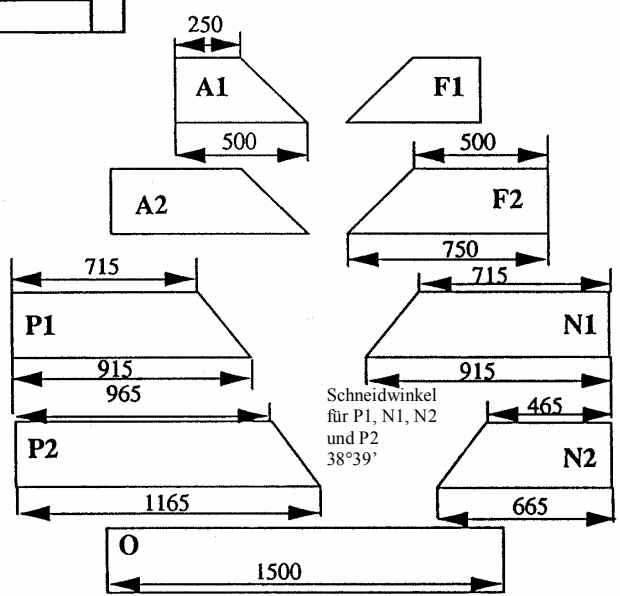 250
A1
F1
500
500
A2
F2
750
715
715
P1
N1
915
915
965
Schneidwinkel
für P1, N1, N2
und P2
38°39’
465
P2
N2
1165
665
O
1500